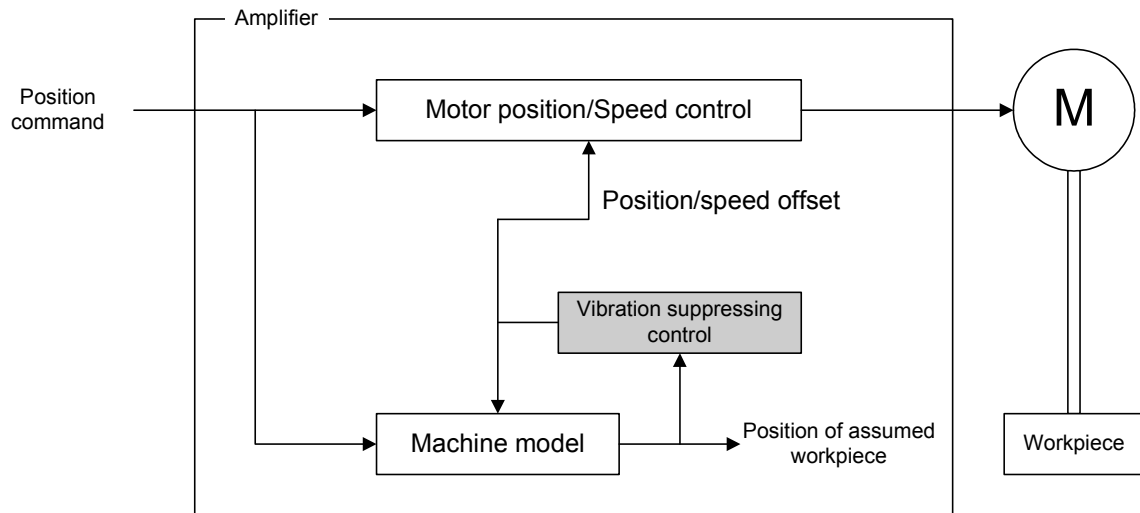 Amplifier
Position
command
Motor position/Speed control
M
Position/speed offset
Vibration suppressing
control
Machine model
Position of assumed
workpiece
Workpiece